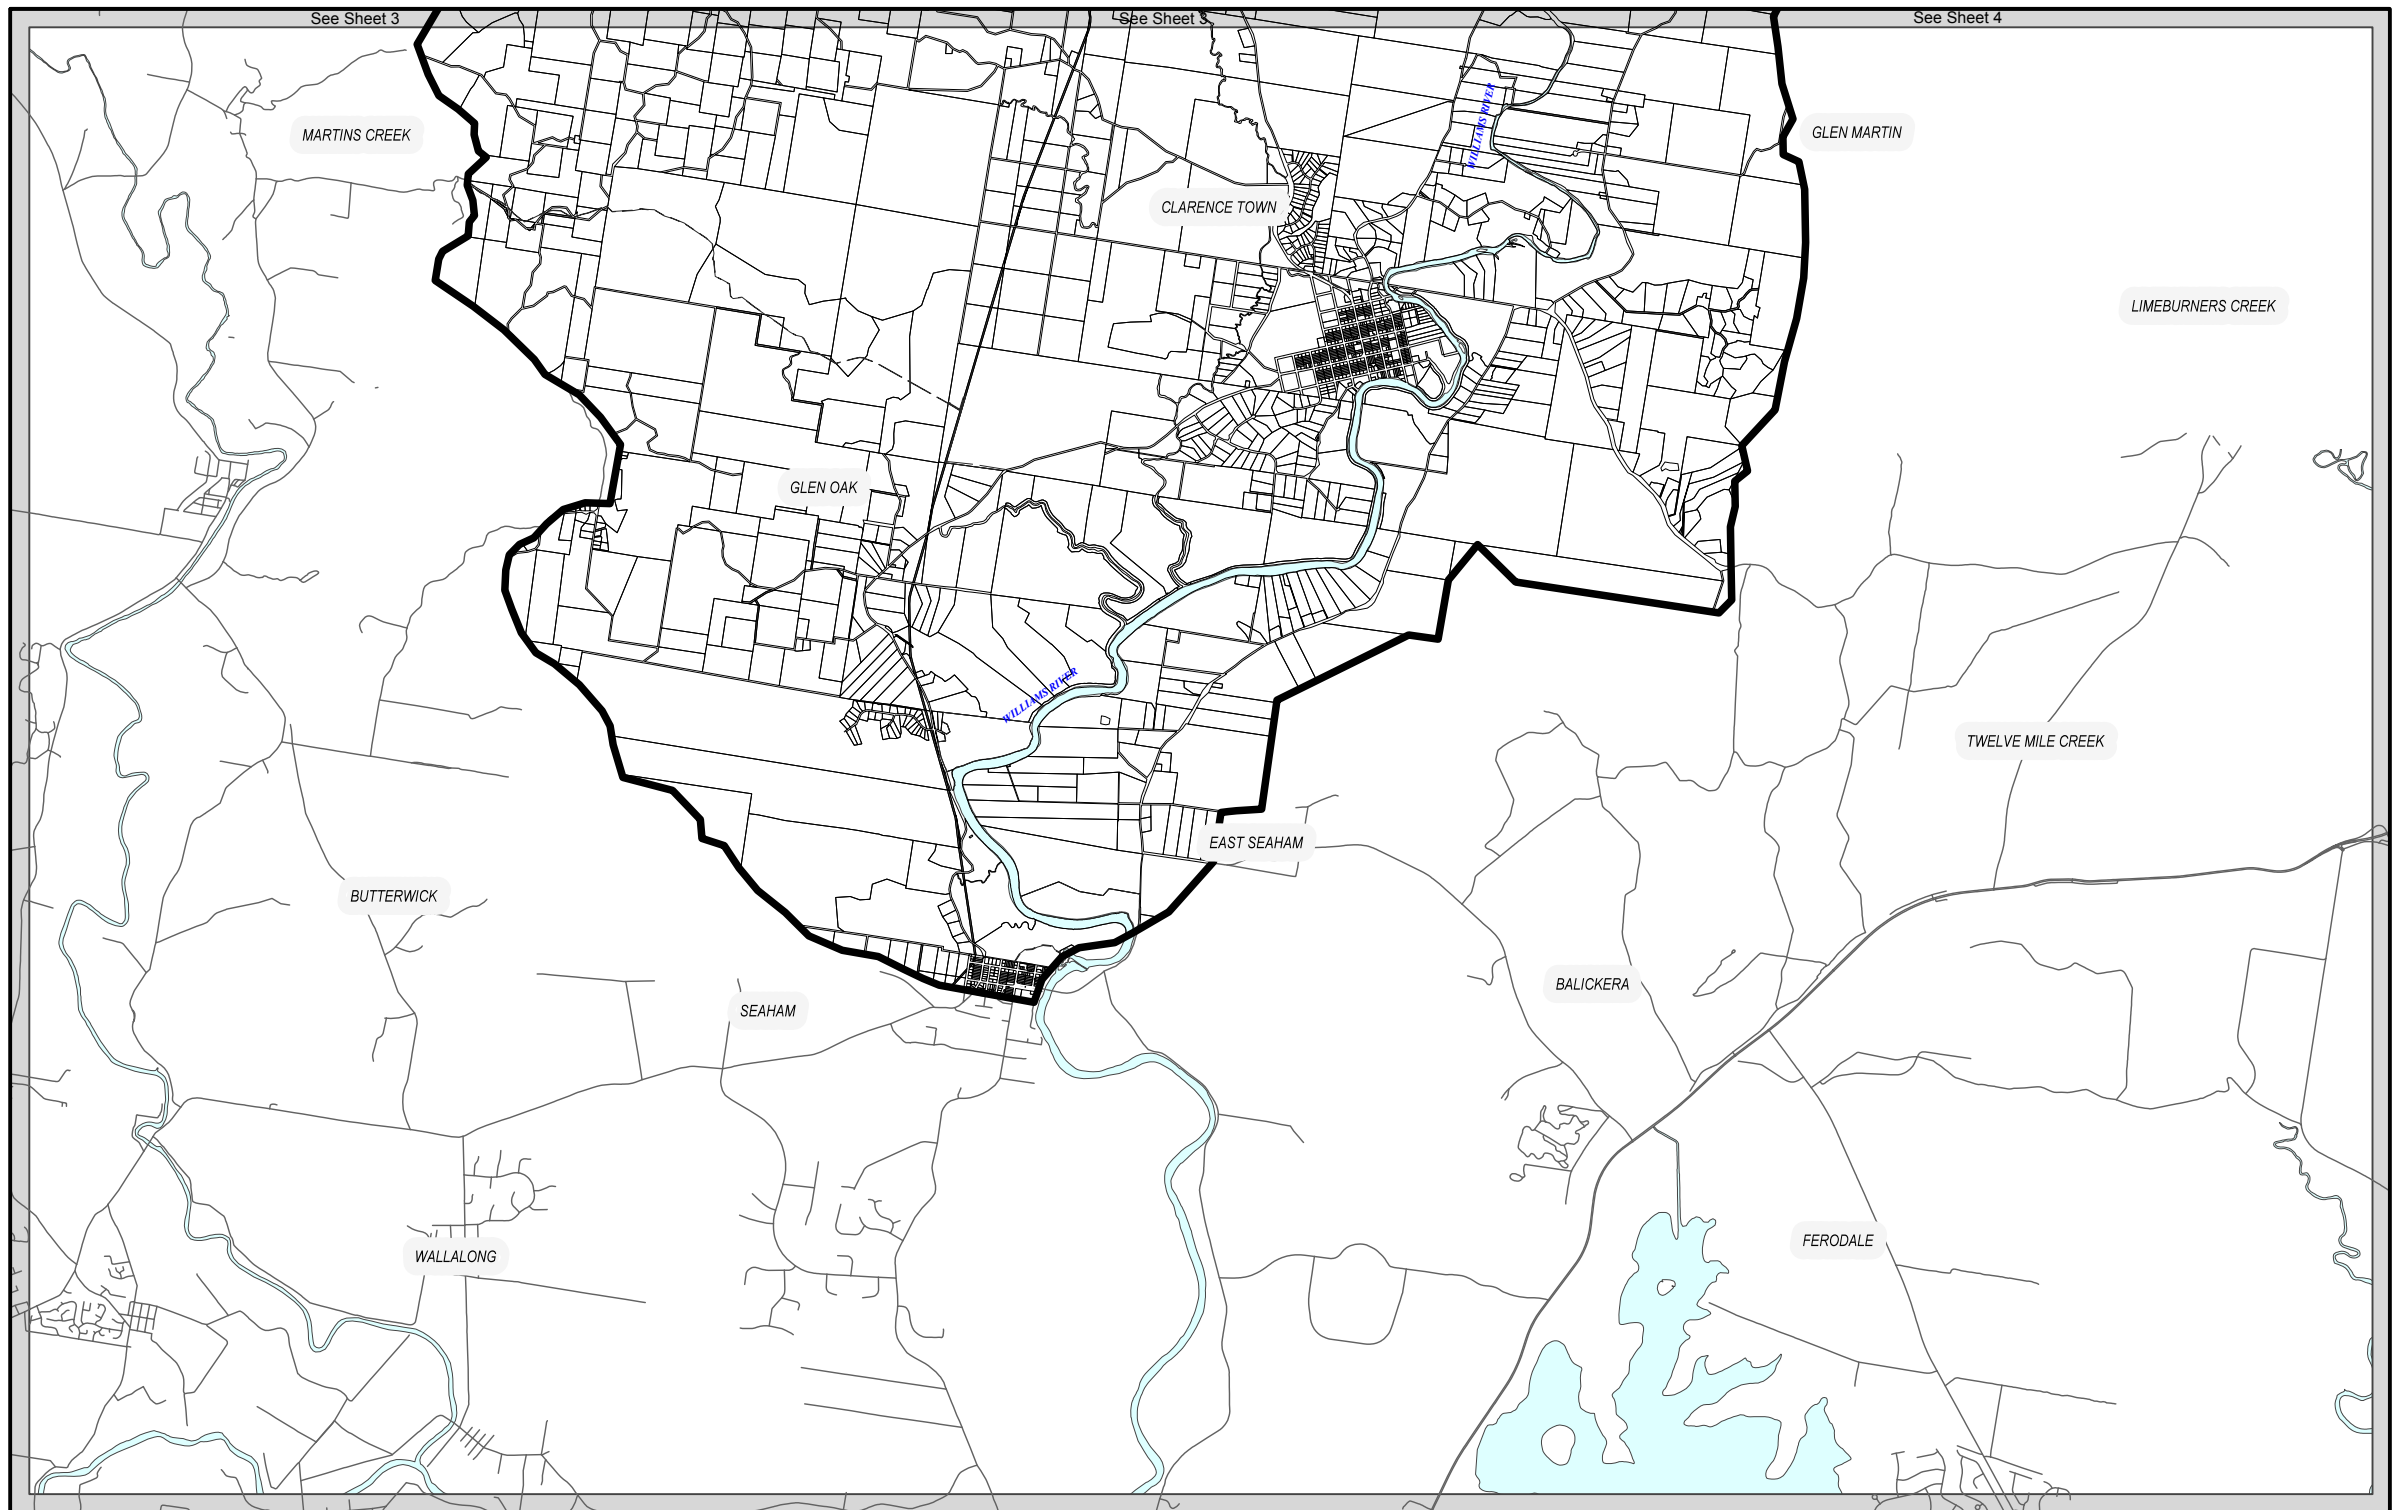 See Sheet 3
See Sheet 3
See Sheet 4
MARTINS CREEK
WILLIAMS RIVER
GLEN MARTIN
CLARENCE TOWN
LIMEBURNERS CREEK
GLEN OAK
WILLIAMS RIVER
TWELVE MILE CREEK
EAST SEAHAM
BUTTERWICK
BALICKERA
SEAHAM
FERODALE
WALLALONG